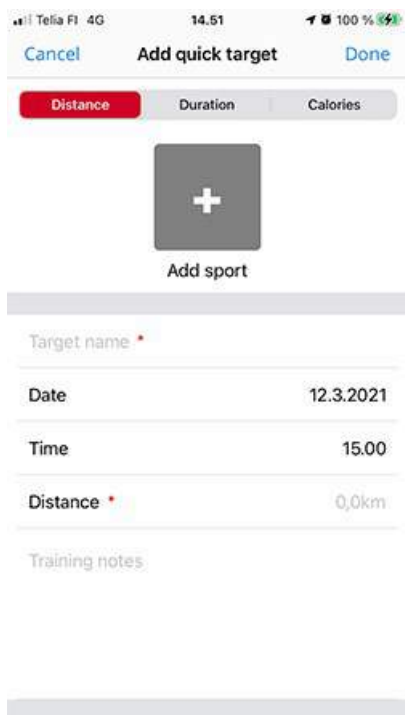 Telia FI 4G 14.51 100 %
Cancel Add quick target Done
Distance Duration Calories
Add sport
Target name *
Date 12.3.2021
Time 15.00
Distance * 0,0km
Training notes